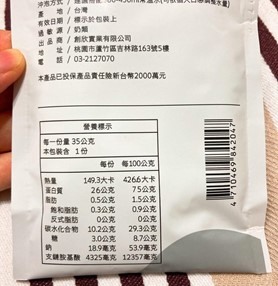 產　　地 / 台灣
有效日期 / 標示於包裝上
過敏原 / 奶類
出品商 / 創欣實業有限公司
地　　址 / 桃園市蘆竹區吉林路163號5樓
電　　話 / 03-2127070
本產品已投保產品責任險新台幣2000萬元
營養標示
每一份量 35公克
本包裝含 1份
每份 每100公克
熱量 149.3大卡 426.6大卡
蛋白質 26公克 75公克
脂肪 0.5公克 1.5公克
飽和脂肪 0.3公克 0.9公克
反式脂肪 0公克 0公克
碳水化合物 10.2公克 29.3公克
糖 3.0公克 8.7公克
鈉 18.9毫克 53.9毫克
支鏈胺基酸 4325毫克 12357毫克
4710469842047